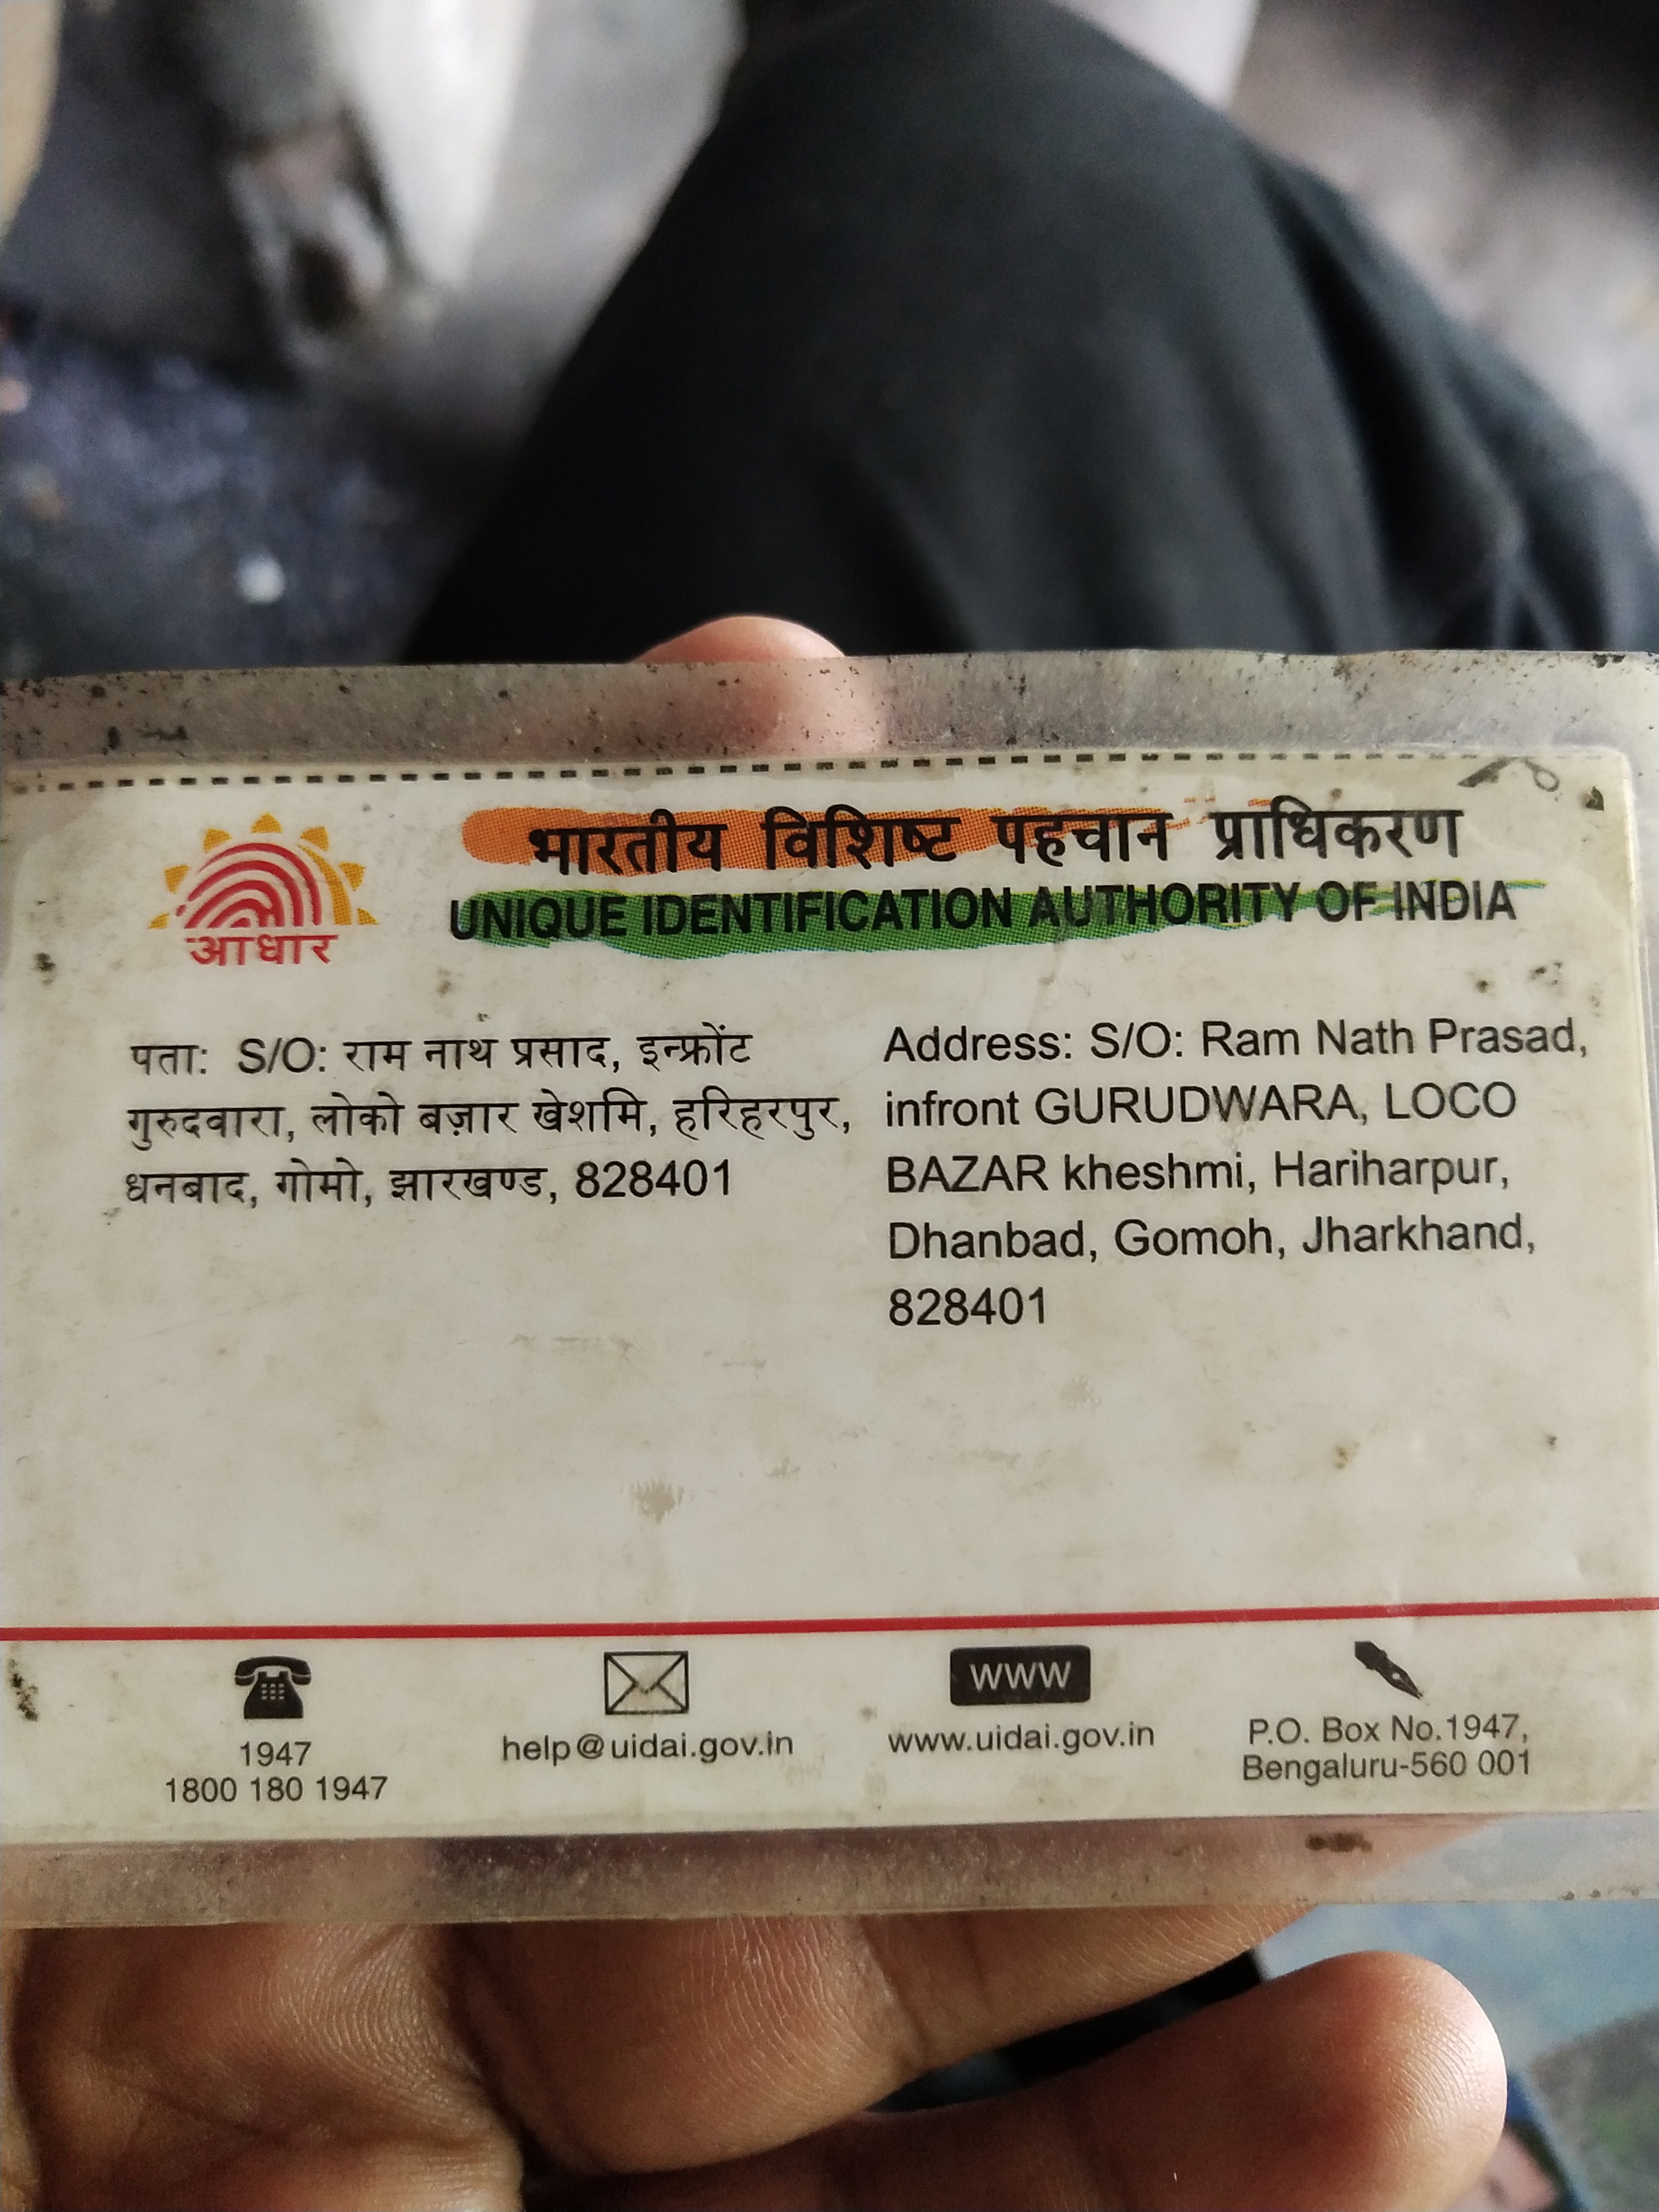 भारतीय विशिष्ट पहचान प्राधिकरण
UNIQUE IDENTIFICATION AUTHORITY OF INDIA
आधार
पता: S/O: राम नाथ प्रसाद, इन्फ्रोंट
गुरुदवारा, लोको बज़ार खेशमि, हरिहरपुर,
धनबाद, गोमो, झारखण्ड, 828401
Address: S/O: Ram Nath Prasad,
infront GURUDWARA, LOCO
BAZAR kheshmi, Hariharpur,
Dhanbad, Gomoh, Jharkhand,
828401
1947
1800 180 1947
help@uidai.gov.in
www
www.uidai.gov.in
P.O. Box No.1947,
Bengaluru-560 001